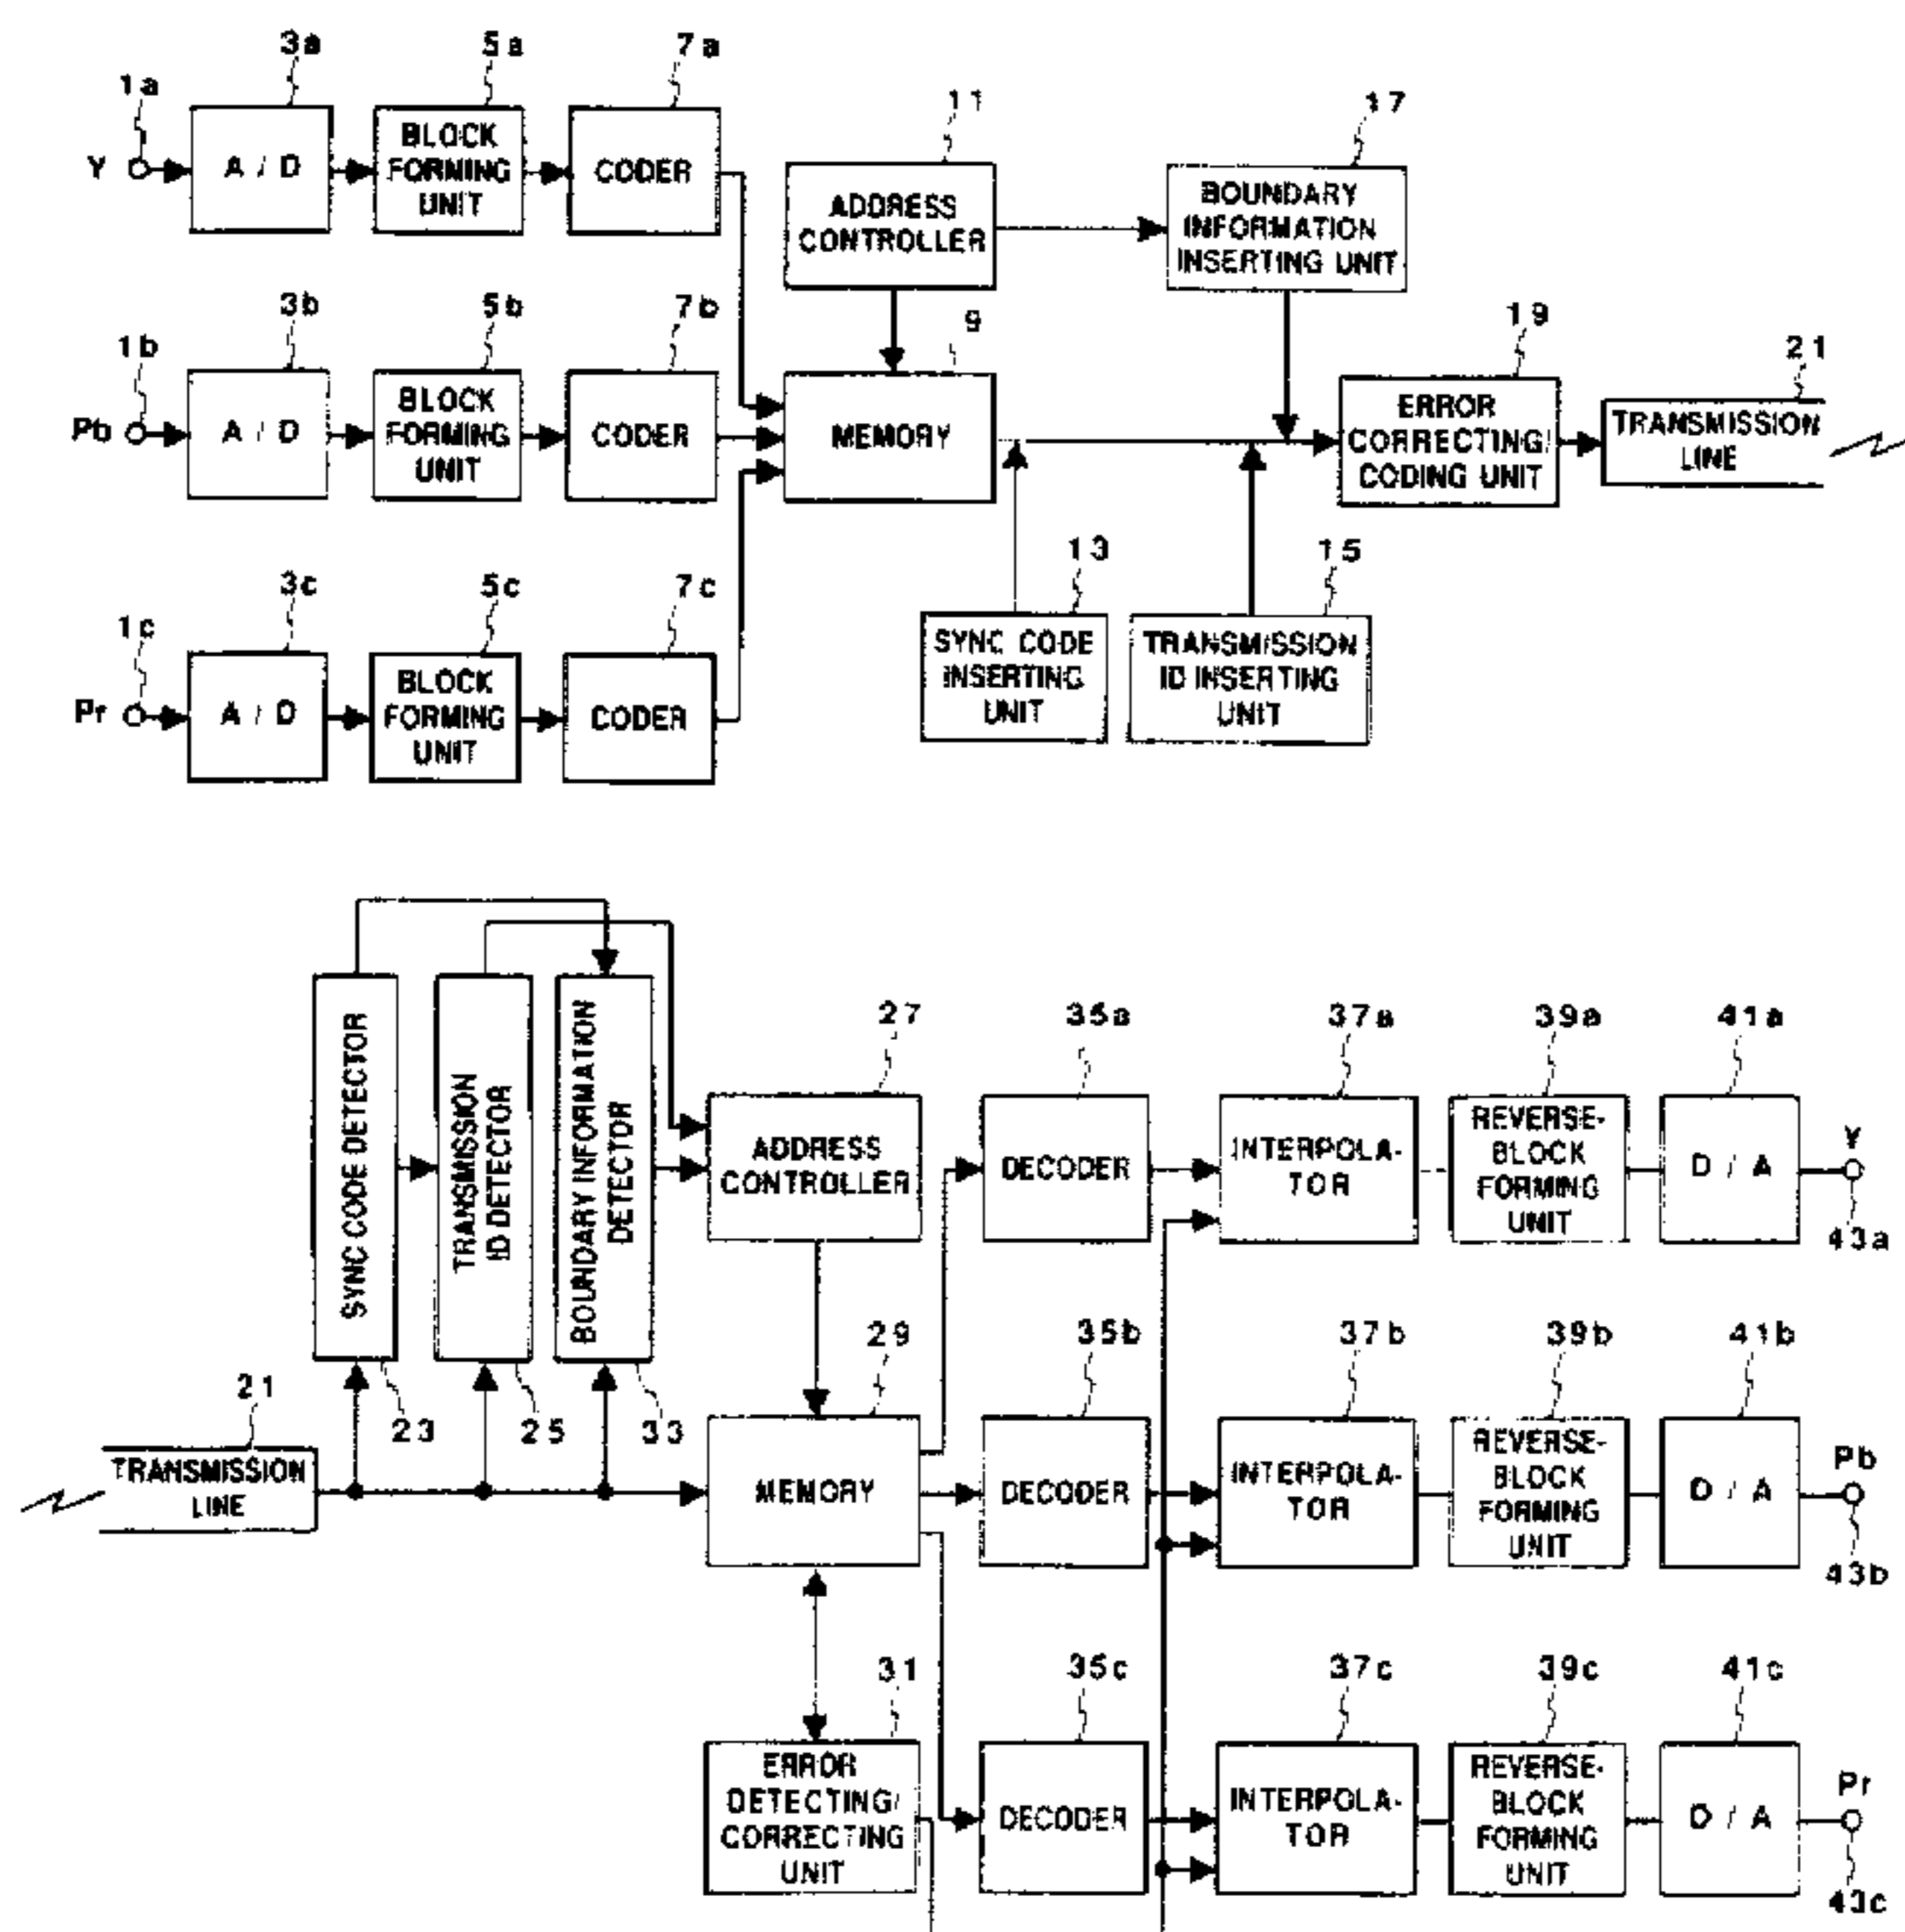 3a
5a
7a
1a
11
17
Y
A / D
BLOCK
FORMING
UNIT
CODER
ADDRESS
CONTROLLER
BOUNDARY
INFORMATION
INSERTING UNIT
3b
5b
7b
9
19
1b
21
Pb
A / D
BLOCK
FORMING
UNIT
CODER
MEMORY
ERROR
CORRECTING/
CODING UNIT
TRANSMISSION
LINE
13
15
3c
5c
7c
1c
Pr
A / D
BLOCK
FORMING
UNIT
CODER
SYNC CODE
INSERTING
UNIT
TRANSMISSION
ID INSERTING
UNIT
SYNC CODE DETECTOR
TRANSMISSION
ID DETECTOR
BOUNDARY INFORMATION
DETECTOR
27
35a
37a
39a
41a
ADDRESS
CONTROLLER
DECODER
INTERPOLA-
TOR
REVERSE-
BLOCK
FORMING
UNIT
D / A
Y
43a
21
23
25
33
29
35b
37b
39b
41b
TRANSMISSION
LINE
MEMORY
DECODER
INTERPOLA-
TOR
REVERSE-
BLOCK
FORMING
UNIT
D / A
Pb
43b
31
35c
37c
39c
41c
ERROR
DETECTING/
CORRECTING
UNIT
DECODER
INTERPOLA-
TOR
REVERSE-
BLOCK
FORMING
UNIT
D / A
Pr
43c